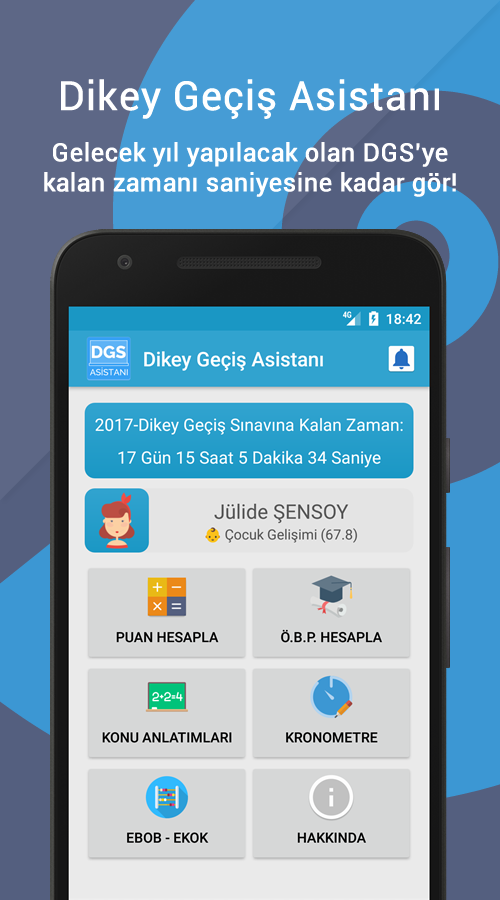 Dikey Geçiş Asistanı
Gelecek yıl yapılacak olan DGS'ye
kalan zamanı saniyesine kadar gör!
4G 18:42
DGS
ASİSTANI
Dikey Geçiş Asistanı
2017-Dikey Geçiş Sınavına Kalan Zaman:
17 Gün 15 Saat 5 Dakika 34 Saniye
Jülide ŞENSOY
Çocuk Gelişimi (67.8)
PUAN HESAPLA
Ö.B.P. HESAPLA
2+2=4
KONU ANLATIMLARI
KRONOMETRE
EBOB - EKOK
HAKKINDA